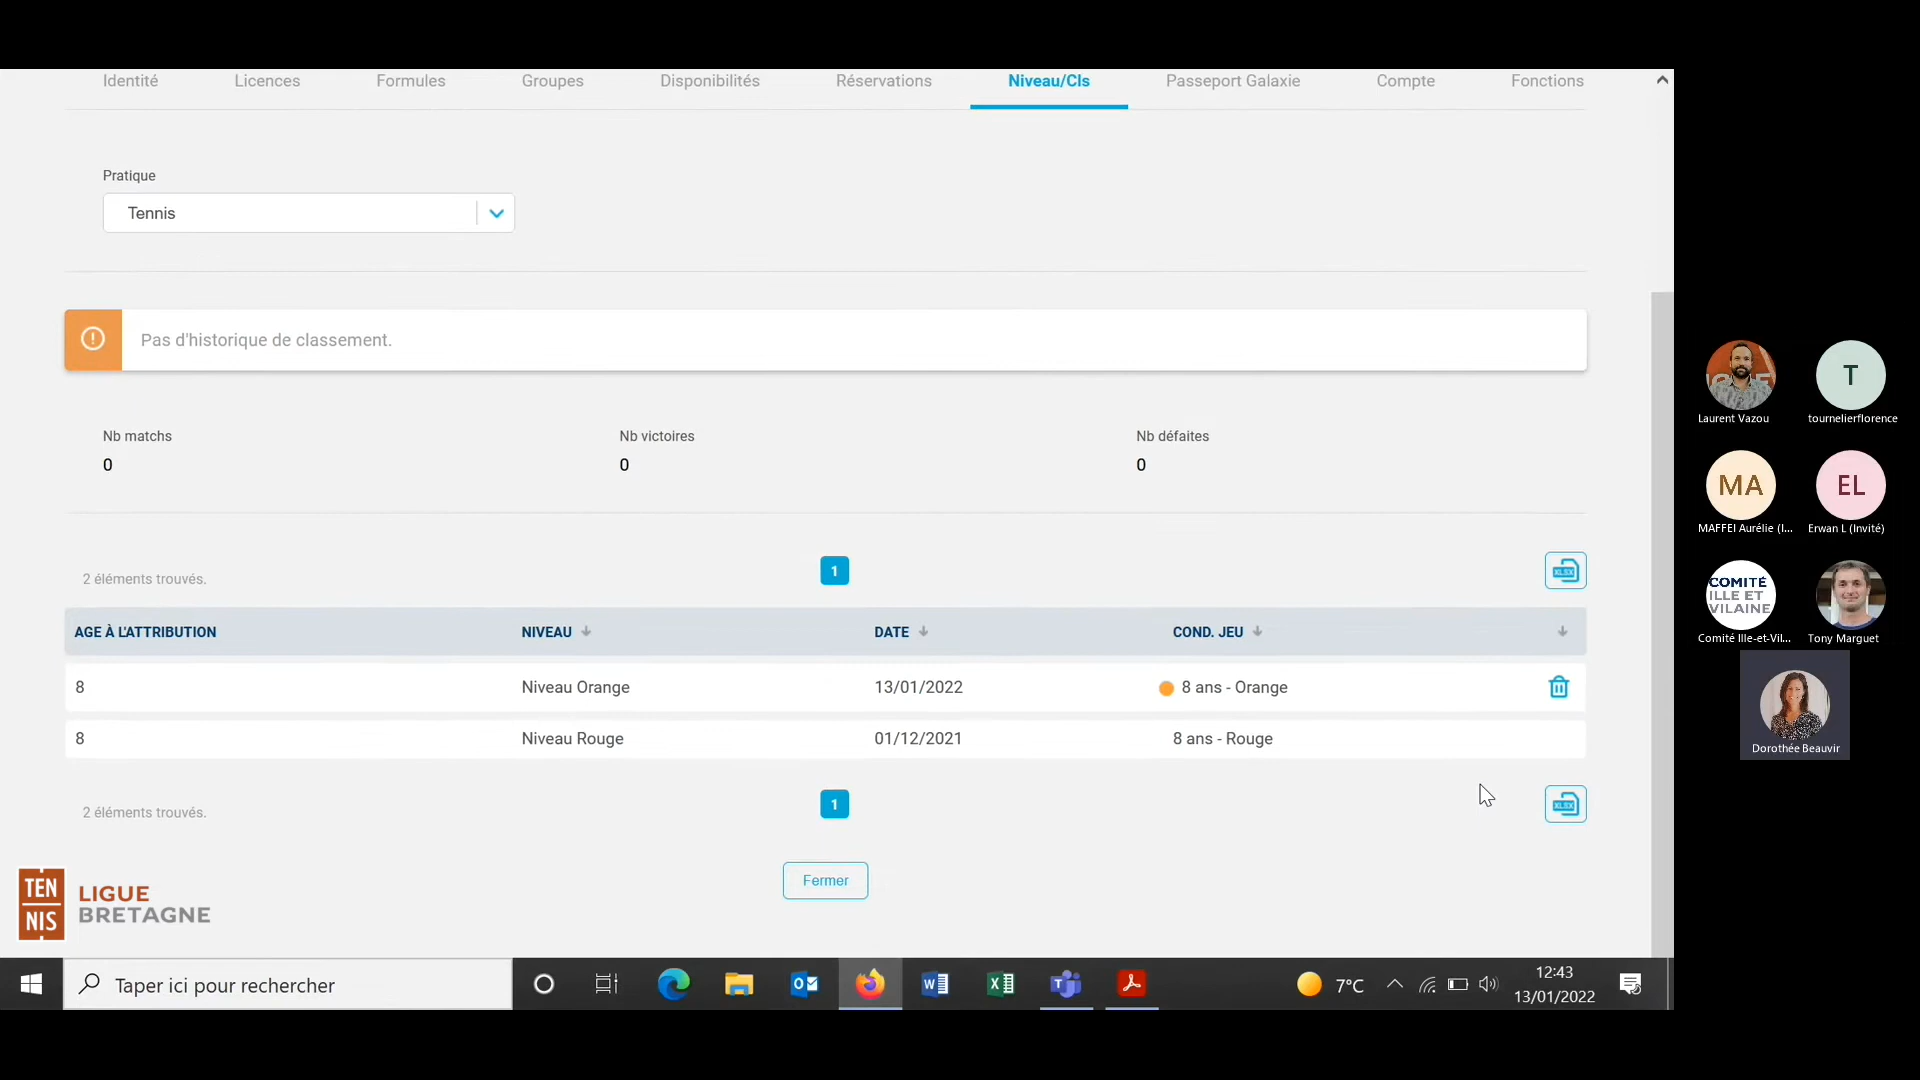 Identité Licences Formules Groupes Disponibilités Réservations Niveau/Cls Passeport Galaxie Compte Fonctions
Pratique
Tennis
Pas d'historique de classement.
Nb matchs Nb victoires Nb défaites
0 0 0
2 éléments trouvés. 1 XLSX
AGE À L'ATTRIBUTION NIVEAU DATE COND. JEU
8 Niveau Orange 13/01/2022 8 ans - Orange
8 Niveau Rouge 01/12/2021 8 ans - Rouge
2 éléments trouvés. 1 XLSX
Fermer
TEN
NIS
LIGUE
BRETAGNE
Taper ici pour rechercher
7°C
12:43
13/01/2022
Laurent Vazou
T
tournelierflorence
MA
MAFFEI Aurélie (I...
EL
Erwan L (Invité)
COMITÉ
ILLE ET
VILAINE
Comité Ille-et-Vil...
Tony Marguet
Dorothée Beauvir